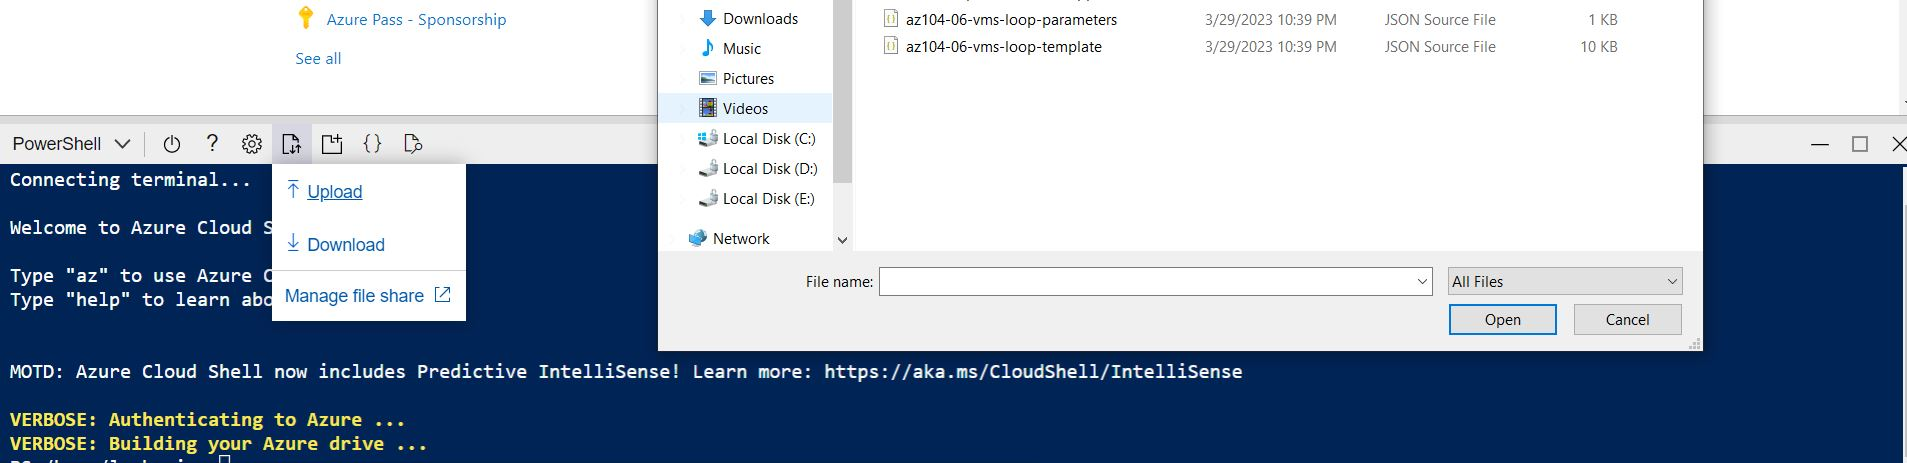 Azure Pass - Sponsorship
See all
Downloads
Music
Pictures
Videos
Local Disk (C:)
Local Disk (D:)
Local Disk (E:)
Network
az104-06-vms-loop-parameters 3/29/2023 10:39 PM JSON Source File 1 KB
az104-06-vms-loop-template 3/29/2023 10:39 PM JSON Source File 10 KB
File name:
All Files
Open
Cancel
PowerShell
Upload
Download
Manage file share
Connecting terminal...
Welcome to Azure Cloud S
Type "az" to use Azure C
Type "help" to learn abo
MOTD: Azure Cloud Shell now includes Predictive IntelliSense! Learn more: https://aka.ms/CloudShell/IntelliSense
VERBOSE: Authenticating to Azure ...
VERBOSE: Building your Azure drive ...